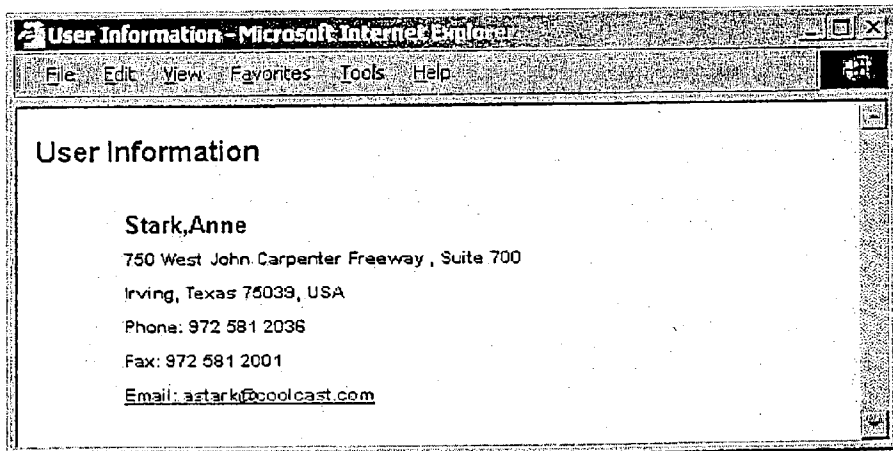 User Information - Microsoft Internet Explorer
File Edit View Favorites Tools Help
User Information
Stark,Anne
750 West John Carpenter Freeway , Suite 700
Irving, Texas 75039, USA
Phone: 972 581 2036
Fax: 972 581 2001
Email: astark@coolcast.com